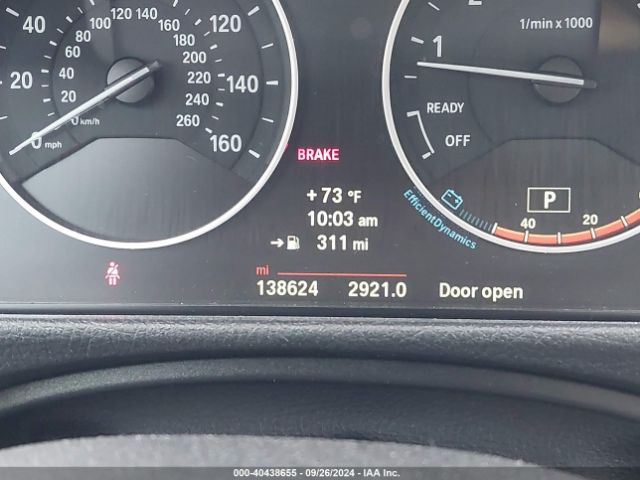 40 80 100 120 140 160 120
60 180
20 40 200 140
20 220
0 km/h 240
0 mph 260 160
2
1/min x 1000
1
READY
OFF
BRAKE
+ 73 °F
10:03 am
→ 311 mi
EfficientDynamics
P
40 20
mi
138624 2921.0 Door open
000-40438655 - 09/26/2024 - IAA Inc.